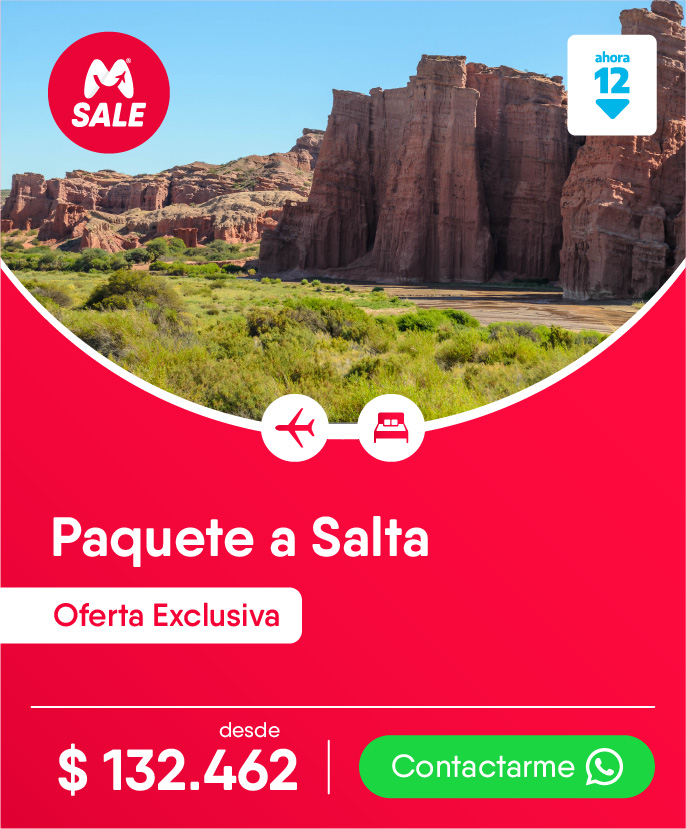 M®
SALE
ahora
12
Paquete a Salta
Oferta Exclusiva
desde
$ 132.462
Contactarme